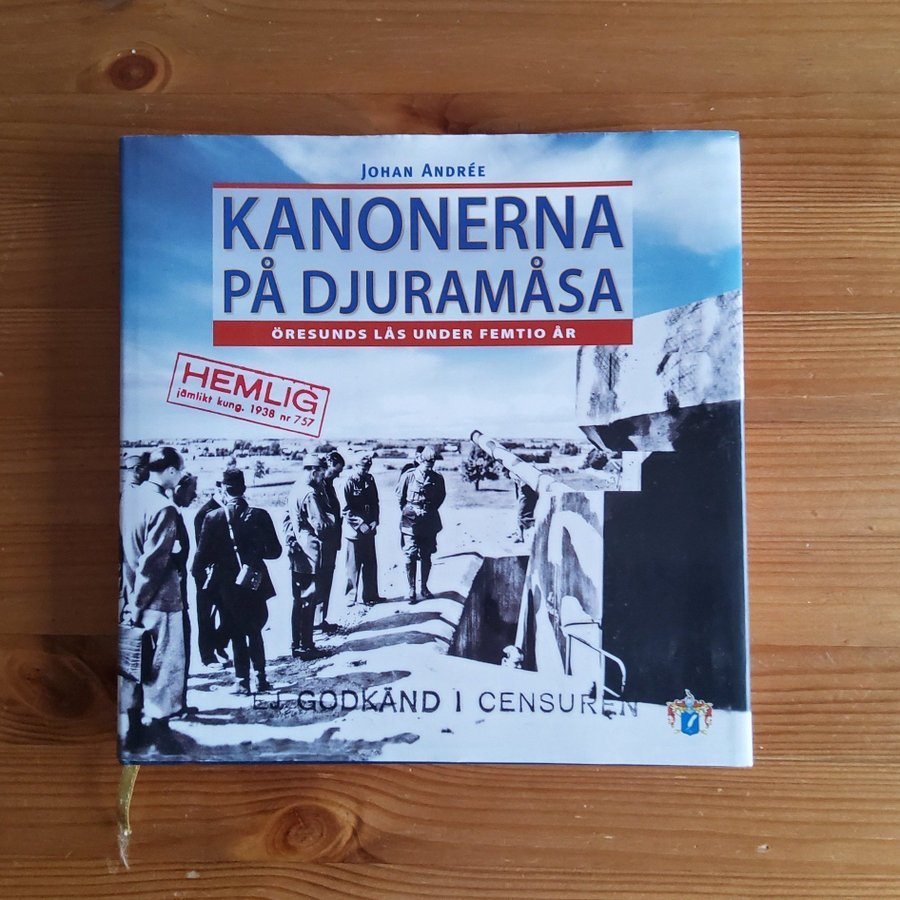 JOHAN ANDRÉE
KANONERNA
PÅ DJURAMÅSA
ÖRESUNDS LÅS UNDER FEMTIO ÅR
HEMLIG
jämlikt kung. 1938 nr 757
EJ GODKÄND I CENSUREN